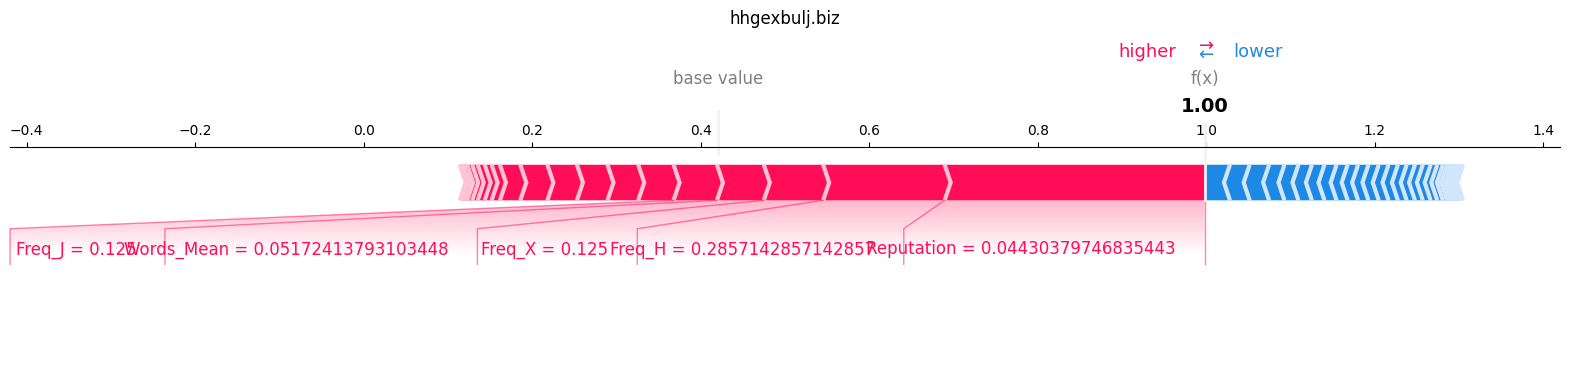 hhgexbulj.biz
higher ⇄ lower
base value f(x)
1.00
−0.4 −0.2 0.0 0.2 0.4 0.6 0.8 1.0 1.2 1.4
Freq_J = 0.125 Words_Mean = 0.05172413793103448 Freq_X = 0.125 Freq_H = 0.2857142857142857 Reputation = 0.04430379746835443